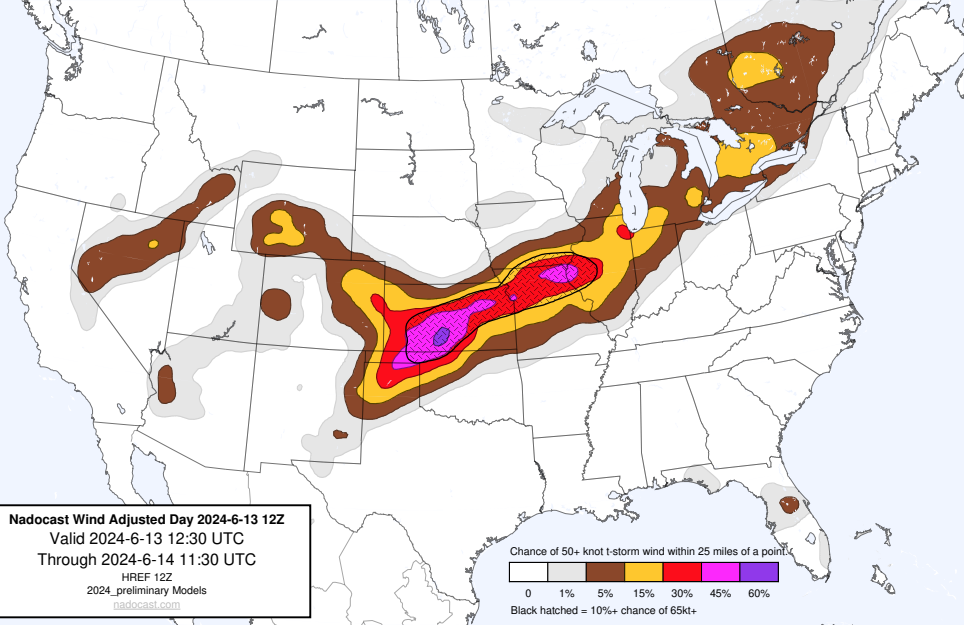 Nadocast Wind Adjusted Day 2024-6-13 12Z
Valid 2024-6-13 12:30 UTC
Through 2024-6-14 11:30 UTC
HREF 12Z
2024_preliminary Models
nadocast.com
Chance of 50+ knot t-storm wind within 25 miles of a point.
0 1% 5% 15% 30% 45% 60%
Black hatched = 10%+ chance of 65kt+